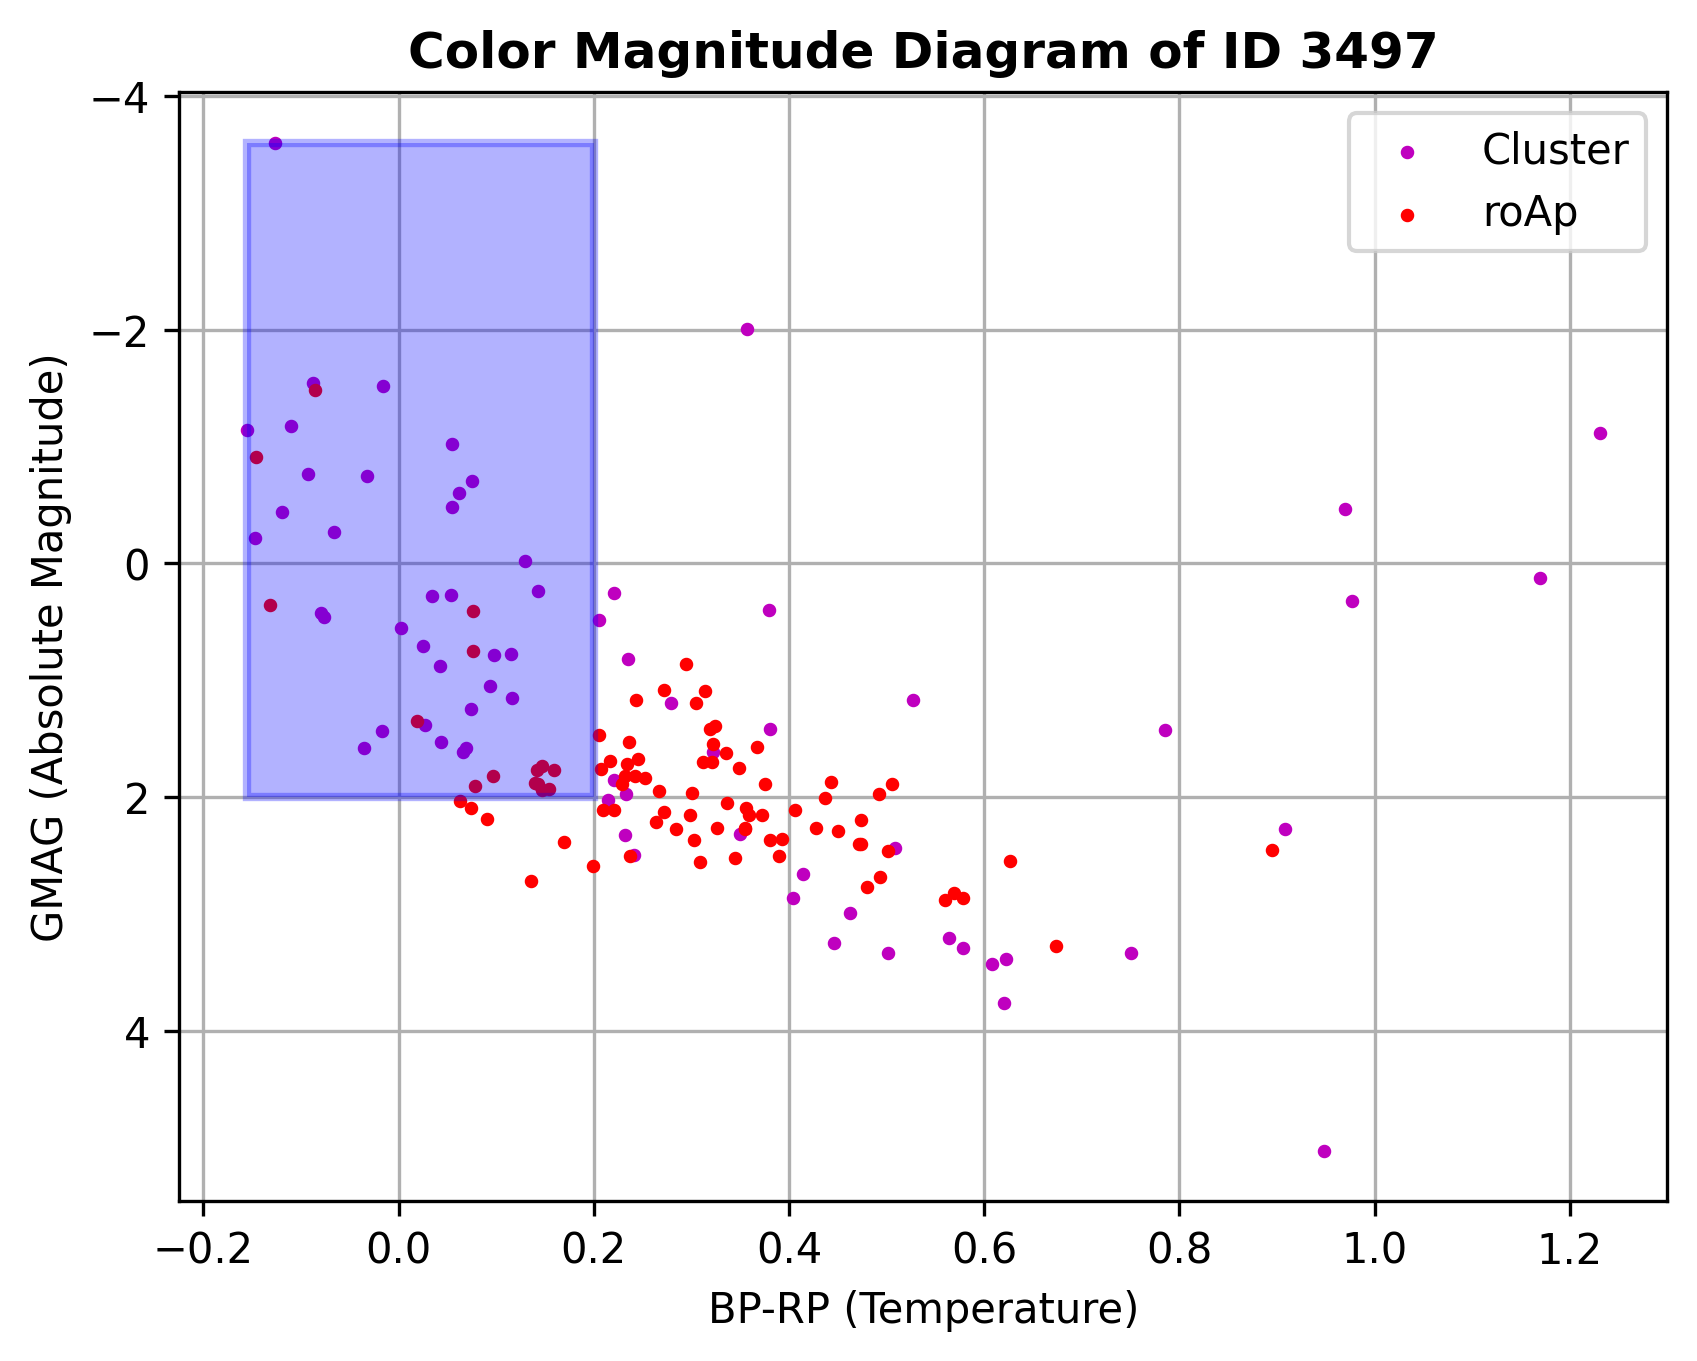 Color Magnitude Diagram of ID 3497
Cluster
roAp
GMAG (Absolute Magnitude)
−4
−2
0
2
4
−0.2 0.0 0.2 0.4 0.6 0.8 1.0 1.2
BP-RP (Temperature)